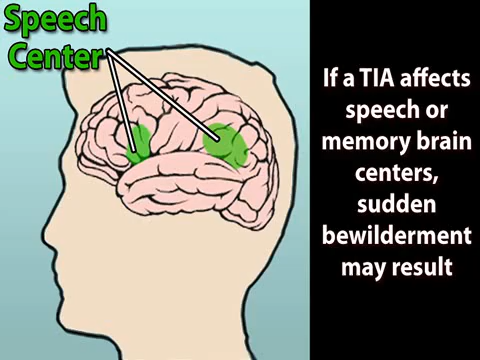 Speech
Center
If a TIA affects
speech or
memory brain
centers,
sudden
bewilderment
may result